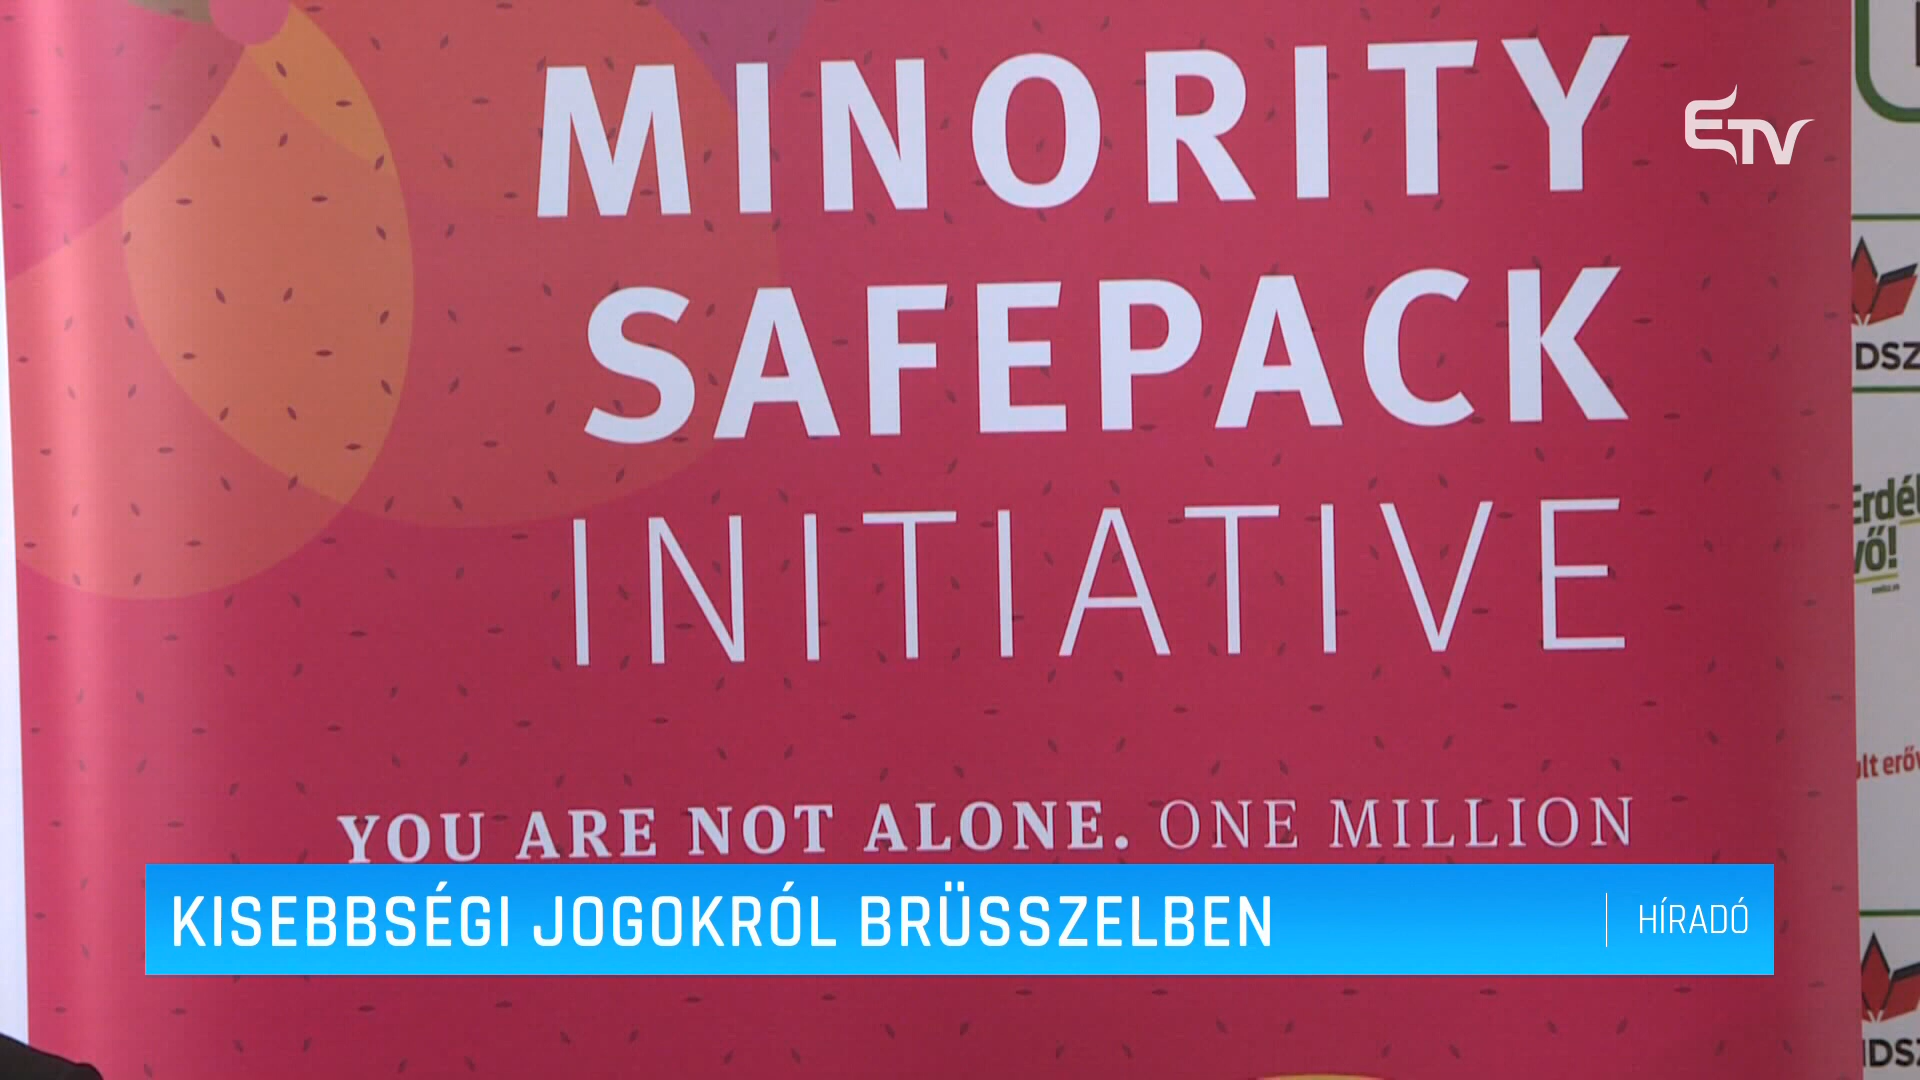 MINORITY
SAFEPACK
INITIATIVE
YOU ARE NOT ALONE. ONE MILLION
KISEBBSÉGI JOGOKRÓL BRÜSSZELBEN
HÍRADÓ
ETV